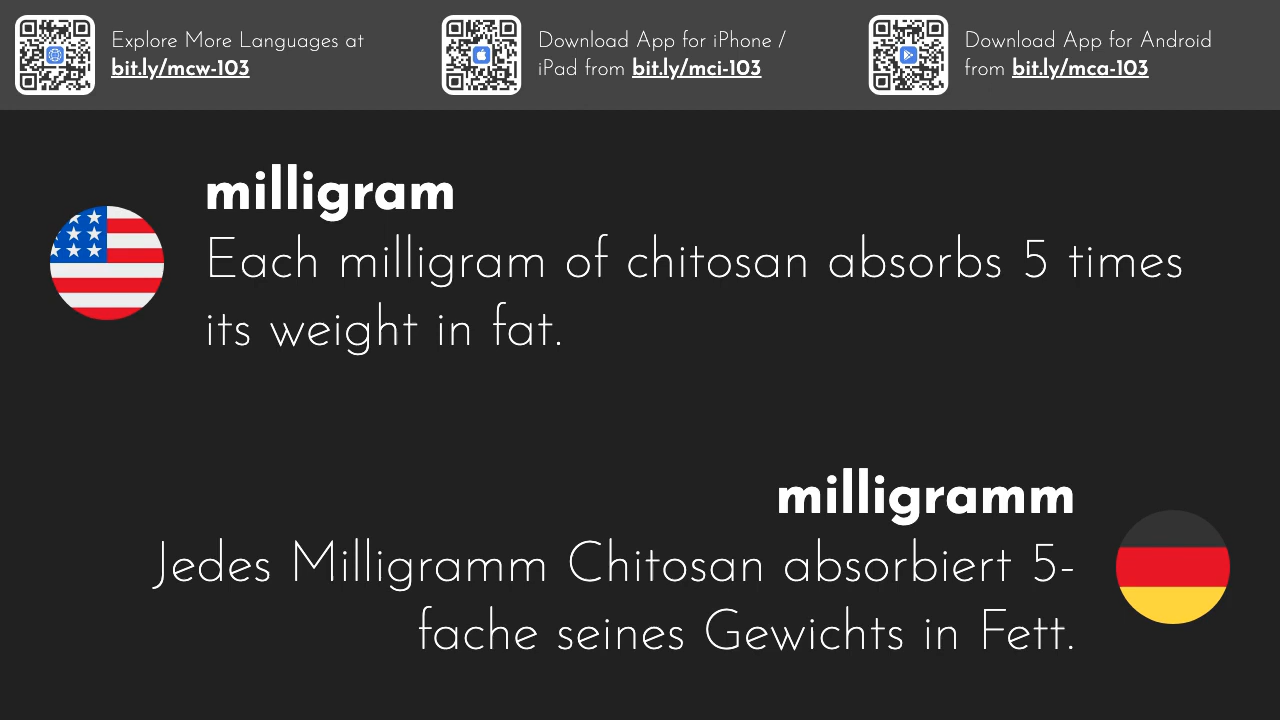 Explore More Languages at
bit.ly/mcw-103
Download App for iPhone /
iPad from bit.ly/mci-103
Download App for Android
from bit.ly/mca-103
milligram
Each milligram of chitosan absorbs 5 times
its weight in fat.
milligramm
Jedes Milligramm Chitosan absorbiert 5-
fache seines Gewichts in Fett.